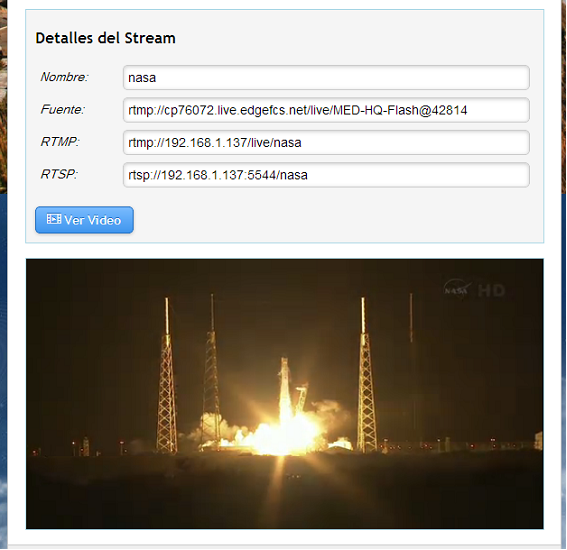 Detalles del Stream
Nombre: nasa
Fuente: rtmp://cp76072.live.edgefcs.net/live/MED-HQ-Flash@42814
RTMP: rtmp://192.168.1.137/live/nasa
RTSP: rtsp://192.168.1.137:5544/nasa
Ver Video
NASA HD